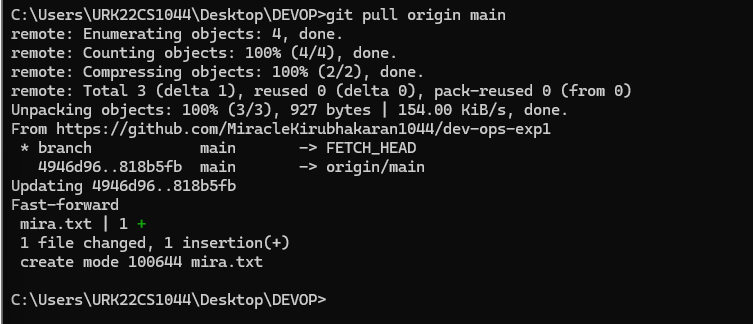 C:\Users\URK22CS1044\Desktop\DEVOP>git pull origin main
remote: Enumerating objects: 4, done.
remote: Counting objects: 100% (4/4), done.
remote: Compressing objects: 100% (2/2), done.
remote: Total 3 (delta 1), reused 0 (delta 0), pack-reused 0 (from 0)
Unpacking objects: 100% (3/3), 927 bytes | 154.00 KiB/s, done.
From https://github.com/MiracleKirubhakaran1044/dev-ops-exp1
 * branch            main       -> FETCH_HEAD
   4946d96..818b5fb  main       -> origin/main
Updating 4946d96..818b5fb
Fast-forward
 mira.txt | 1 +
 1 file changed, 1 insertion(+)
 create mode 100644 mira.txt
C:\Users\URK22CS1044\Desktop\DEVOP>